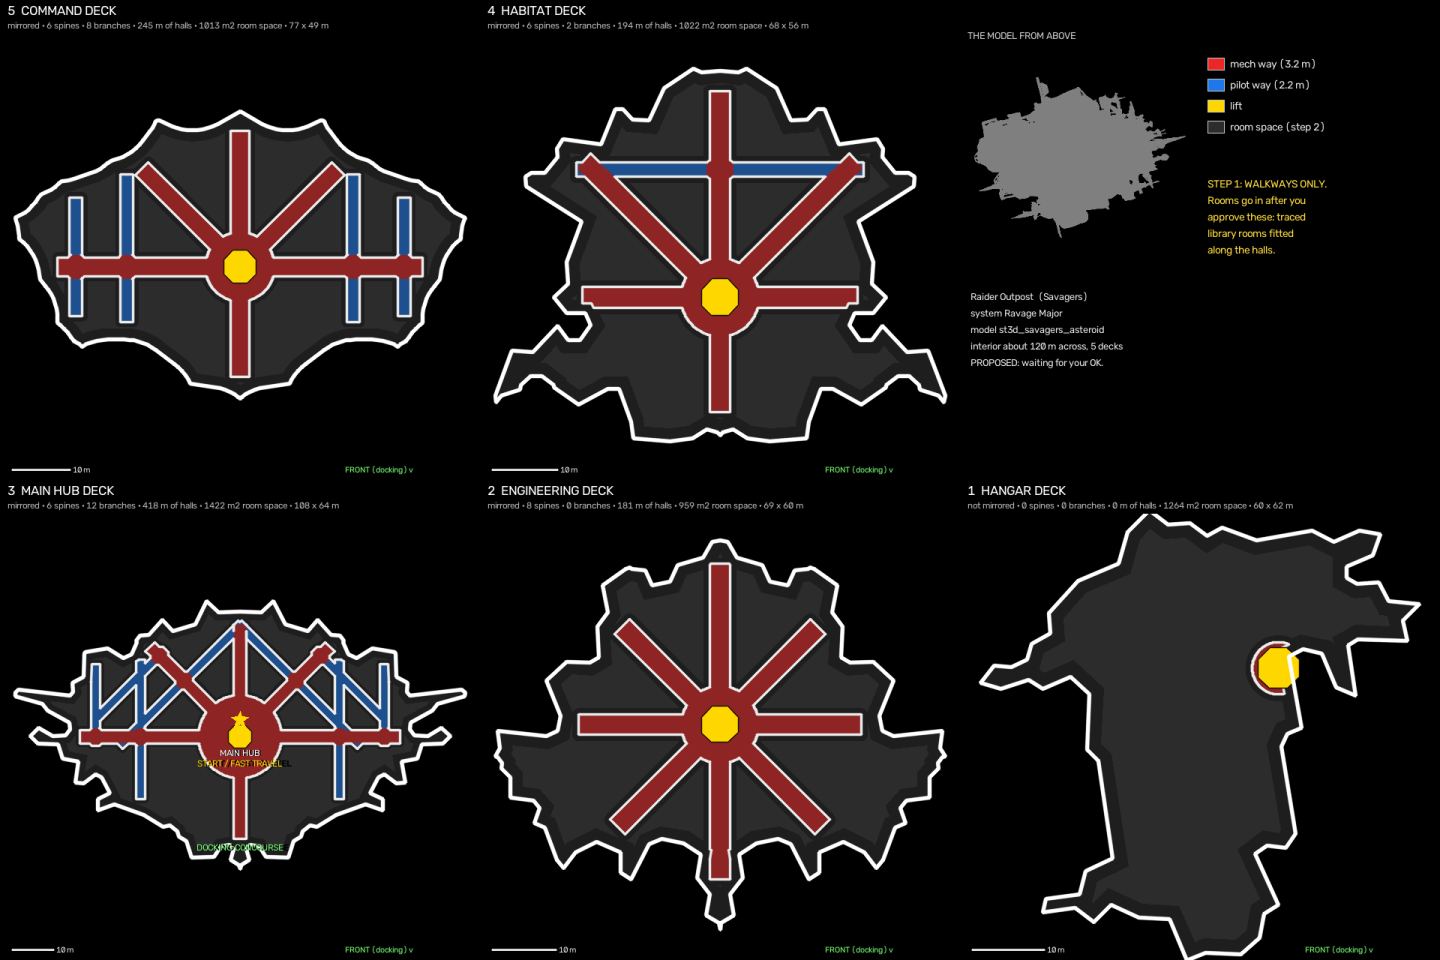 5 COMMAND DECK
mirrored • 6 spines • 8 branches • 245 m of halls • 1013 m2 room space • 77 x 49 m
10 m
FRONT (docking) v
4 HABITAT DECK
mirrored • 6 spines • 2 branches • 194 m of halls • 1022 m2 room space • 68 x 56 m
10 m
FRONT (docking) v
THE MODEL FROM ABOVE
mech way (3.2 m)
pilot way (2.2 m)
lift
room space (step 2)
STEP 1: WALKWAYS ONLY.
Rooms go in after you
approve these: traced
library rooms fitted
along the halls.
Raider Outpost (Savagers)
system Ravage Major
model st3d_savagers_asteroid
interior about 120 m across, 5 decks
PROPOSED: waiting for your OK.
3 MAIN HUB DECK
mirrored • 6 spines • 12 branches • 418 m of halls • 1422 m2 room space • 108 x 64 m
MAIN HUB
START / FAST TRAVEL
DOCKING CONCOURSE
10 m
FRONT (docking) v
2 ENGINEERING DECK
mirrored • 8 spines • 0 branches • 181 m of halls • 959 m2 room space • 69 x 60 m
10 m
FRONT (docking) v
1 HANGAR DECK
not mirrored • 0 spines • 0 branches • 0 m of halls • 1264 m2 room space • 60 x 62 m
10 m
FRONT (docking) v